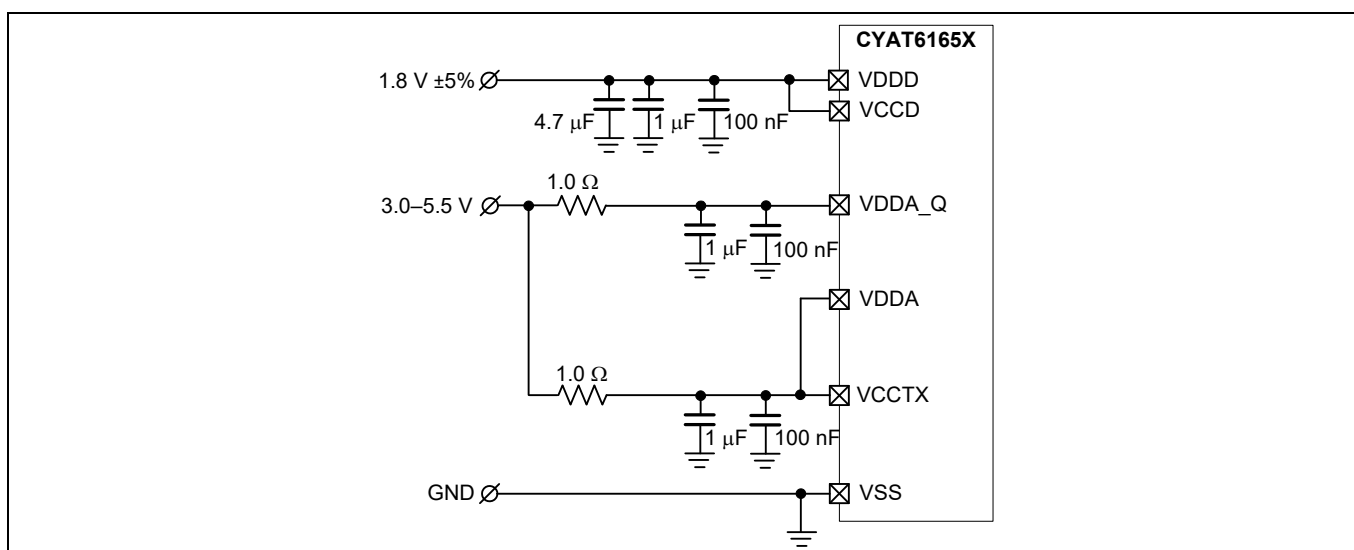 CYAT6165X
1.8 V ±5%
VDDD
VCCD
4.7 μF
1 μF
100 nF
1.0 Ω
3.0–5.5 V
VDDA_Q
1 μF
100 nF
VDDA
1.0 Ω
VCCTX
1 μF
100 nF
GND
VSS